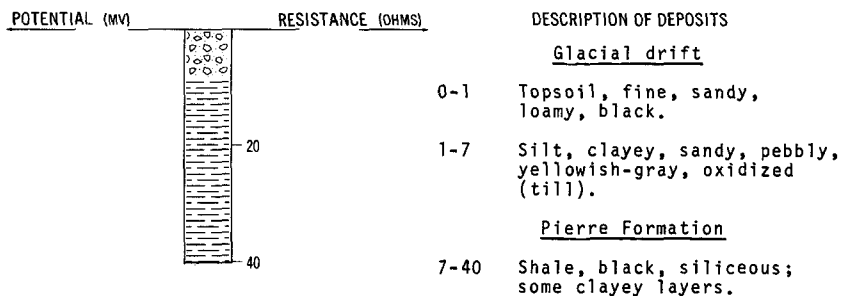 POTENTIAL (MV) RESISTANCE (OHMS) DESCRIPTION OF DEPOSITS
Glacial drift
0-1 Topsoil, fine, sandy,
loamy, black.
20
1-7 Silt, clayey, sandy, pebbly,
yellowish-gray, oxidized
(till).
Pierre Formation
40
7-40 Shale, black, siliceous;
some clayey layers.